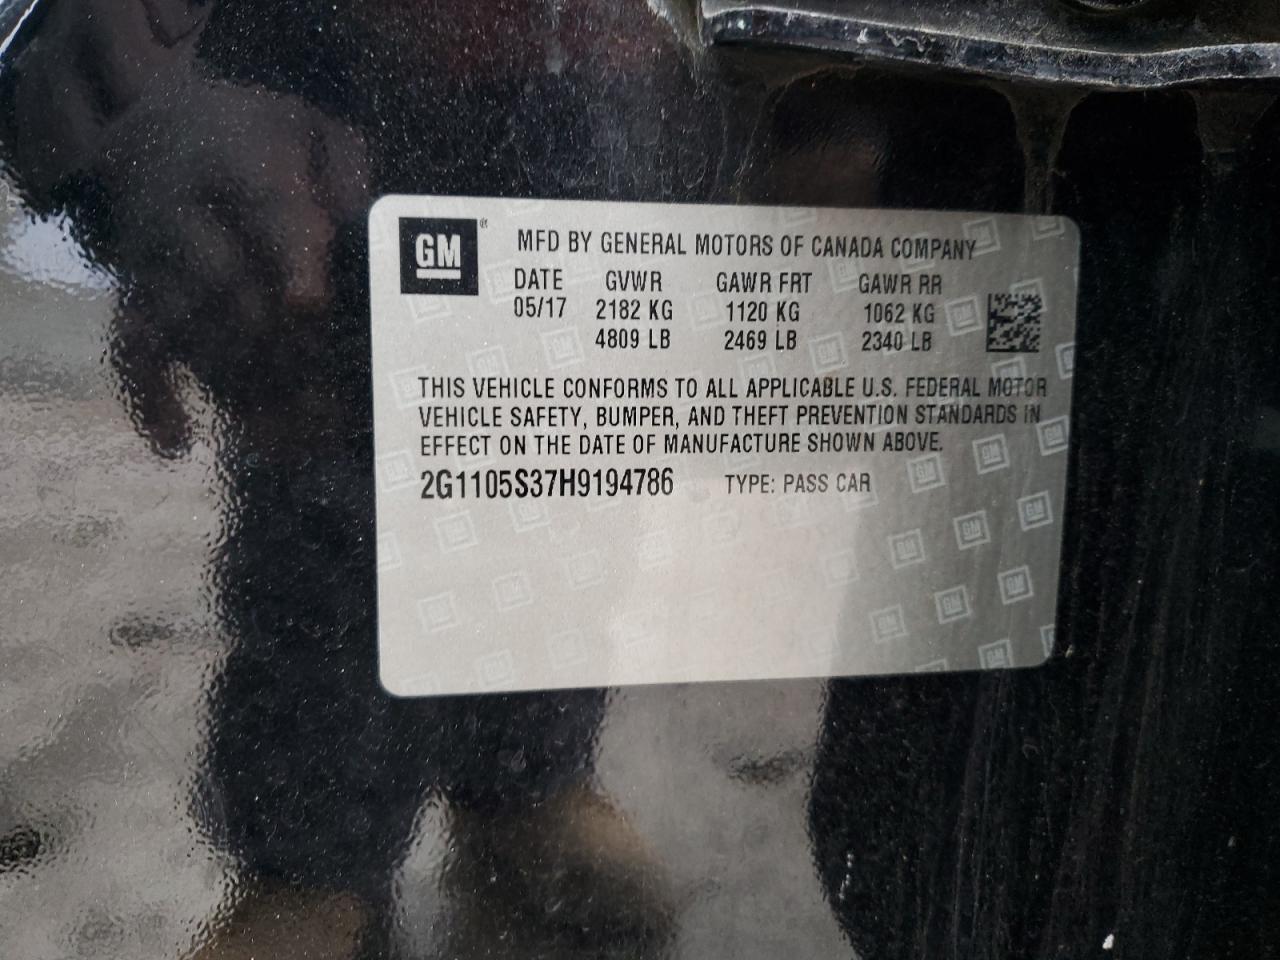 GM® MFD BY GENERAL MOTORS OF CANADA COMPANY
DATE GVWR GAWR FRT GAWR RR
05/17 2182 KG 1120 KG 1062 KG
4809 LB 2469 LB 2340 LB
THIS VEHICLE CONFORMS TO ALL APPLICABLE U.S. FEDERAL MOTOR
VEHICLE SAFETY, BUMPER, AND THEFT PREVENTION STANDARDS IN
EFFECT ON THE DATE OF MANUFACTURE SHOWN ABOVE.
2G1105S37H9194786 TYPE: PASS CAR